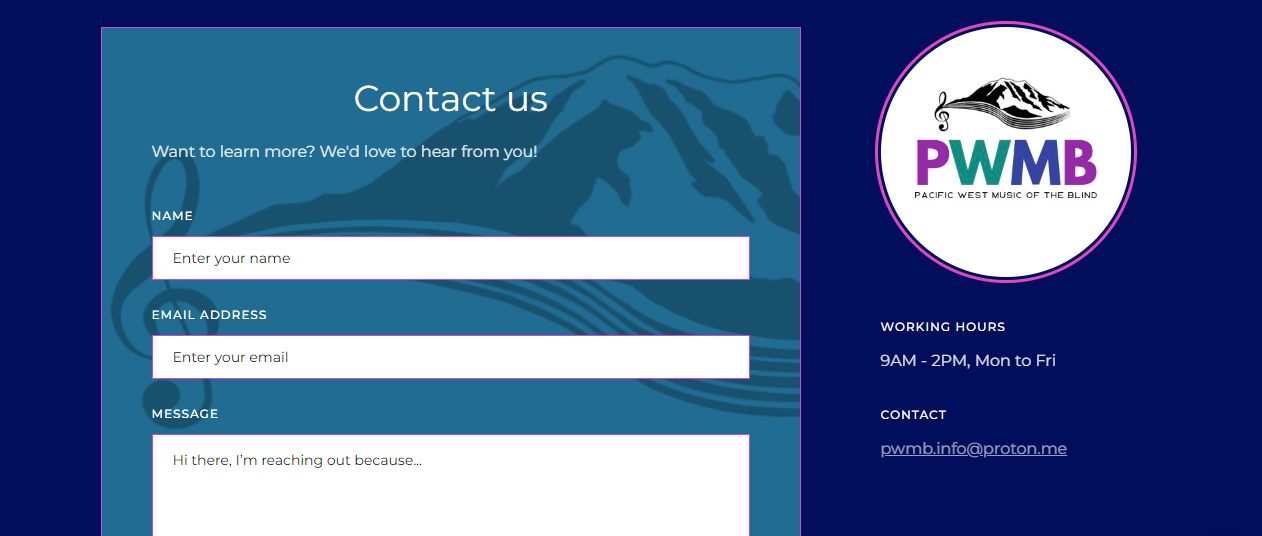 Contact us
Want to learn more? We'd love to hear from you!
NAME
Enter your name
EMAIL ADDRESS
Enter your email
MESSAGE
Hi there, I’m reaching out because...
PWMB
PACIFIC WEST MUSIC OF THE BLIND
WORKING HOURS
9AM - 2PM, Mon to Fri
CONTACT
pwmb.info@proton.me